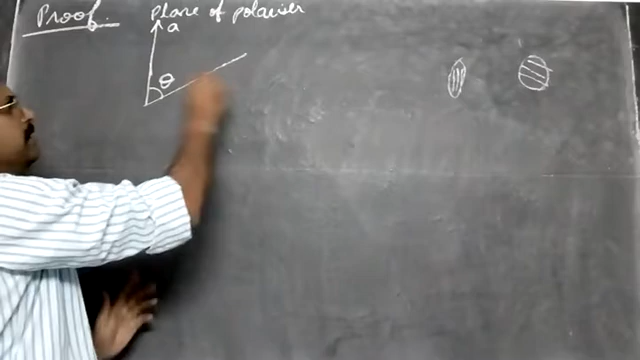 Proof.
plane of polariser
a
θ